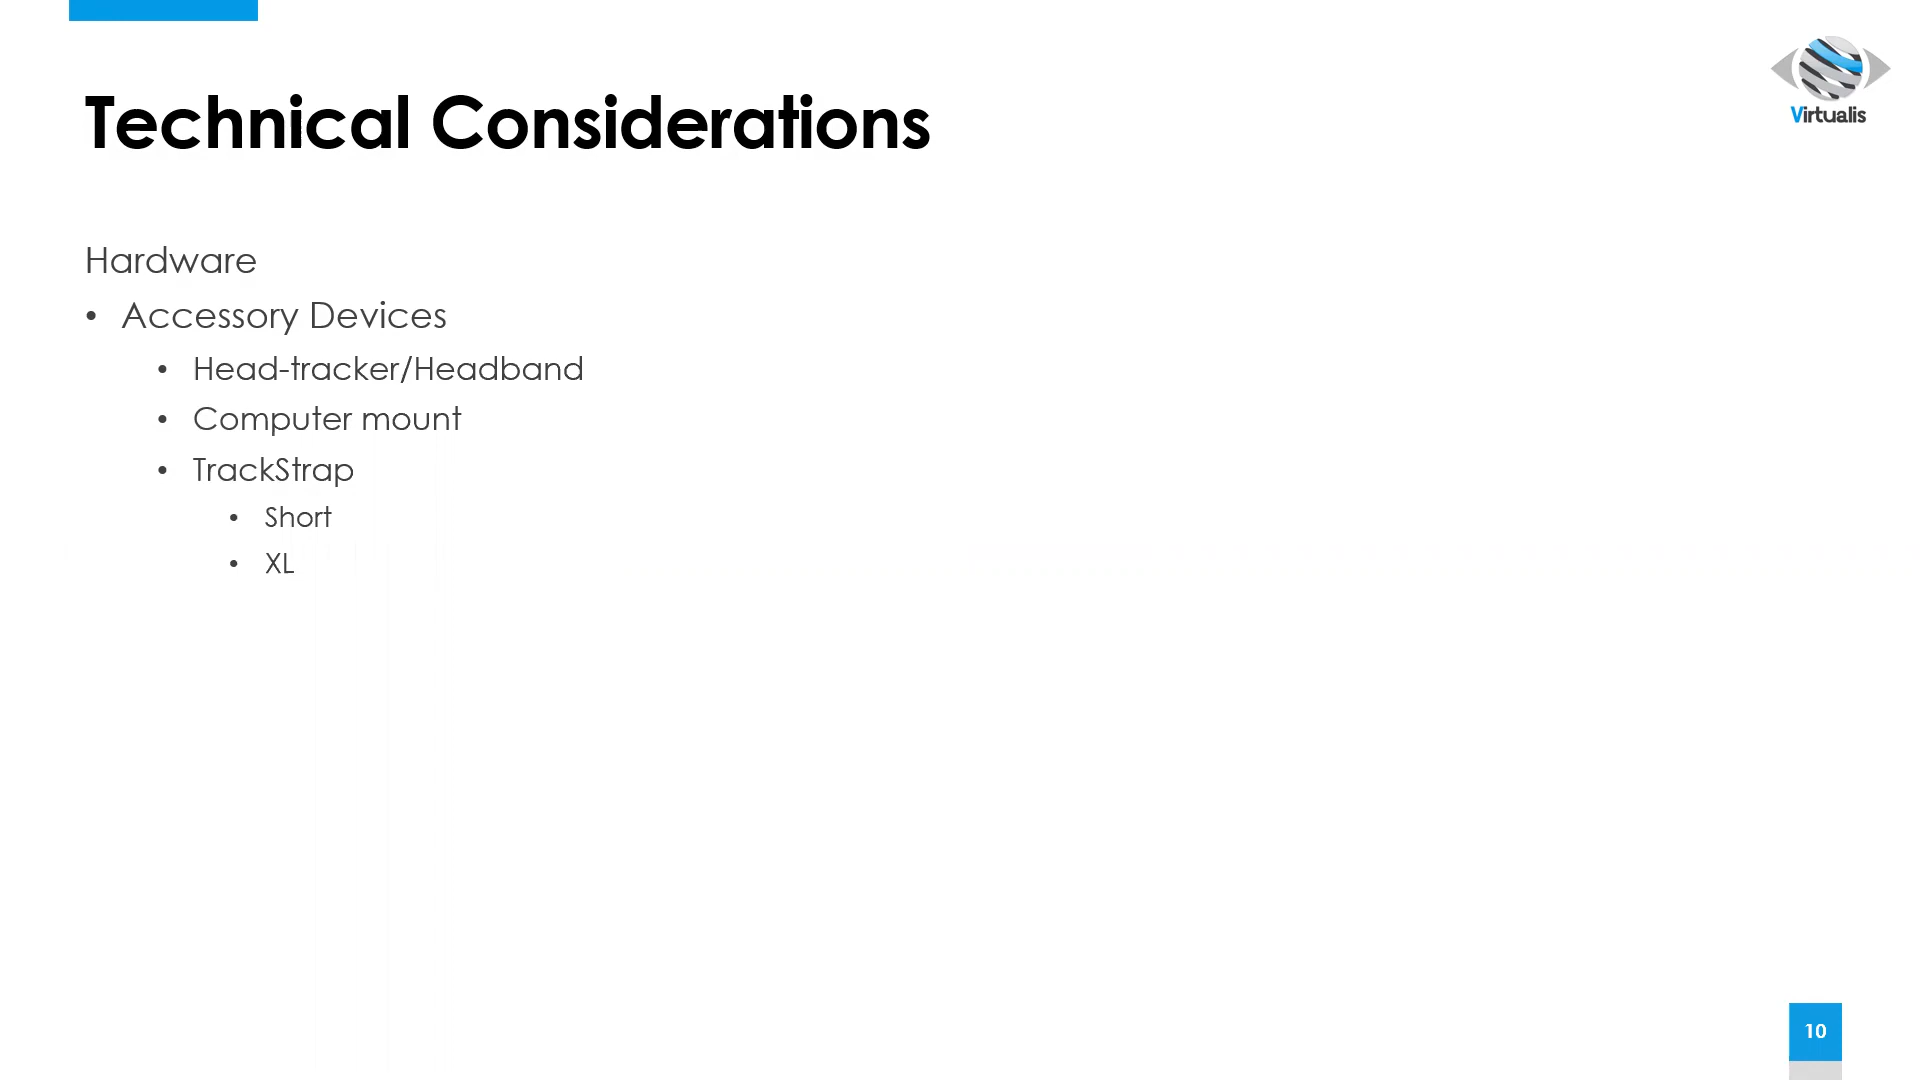 Virtualis
Technical Considerations
Hardware
• Accessory Devices
• Head-tracker/Headband
• Computer mount
• TrackStrap
• Short
• XL
10